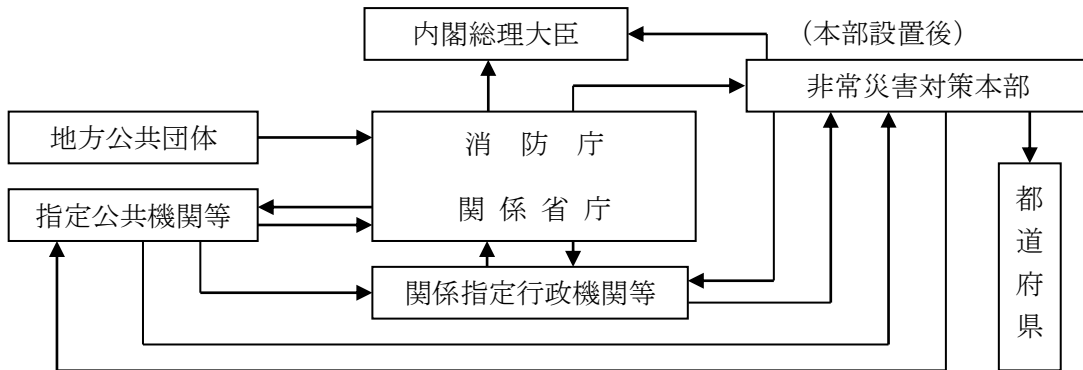 内閣総理大臣
（本部設置後）
非常災害対策本部
地方公共団体
消防庁
関係省庁
指定公共機関等
関係指定行政機関等
都道府県